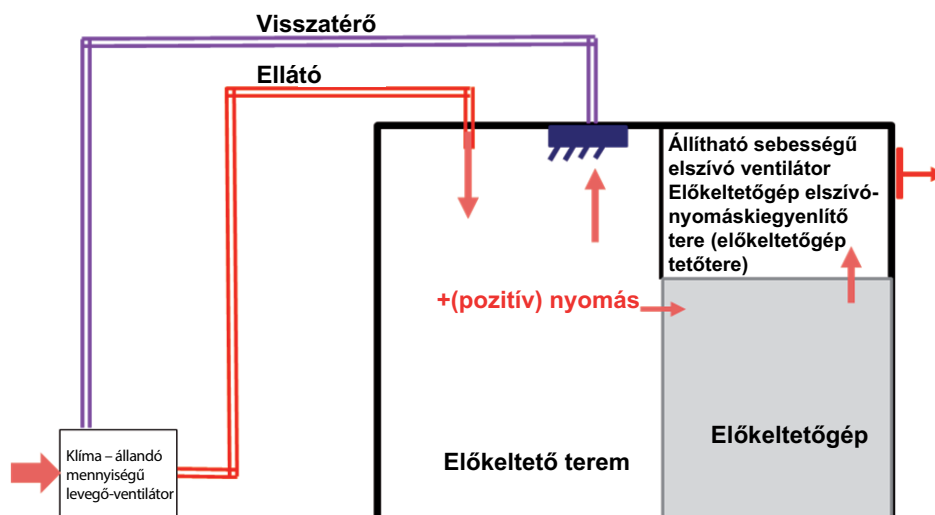 Visszatérő
Ellátó
Állítható sebességű
elszívó ventilátor
Előkeltetőgép elszívó-
nyomáskiegyenlítő
tere (előkeltetőgép
tetőtere)
+(pozitív) nyomás
Előkeltetőgép
Előkeltető terem
Klíma – állandó
mennyiségű
levegő-ventilátor